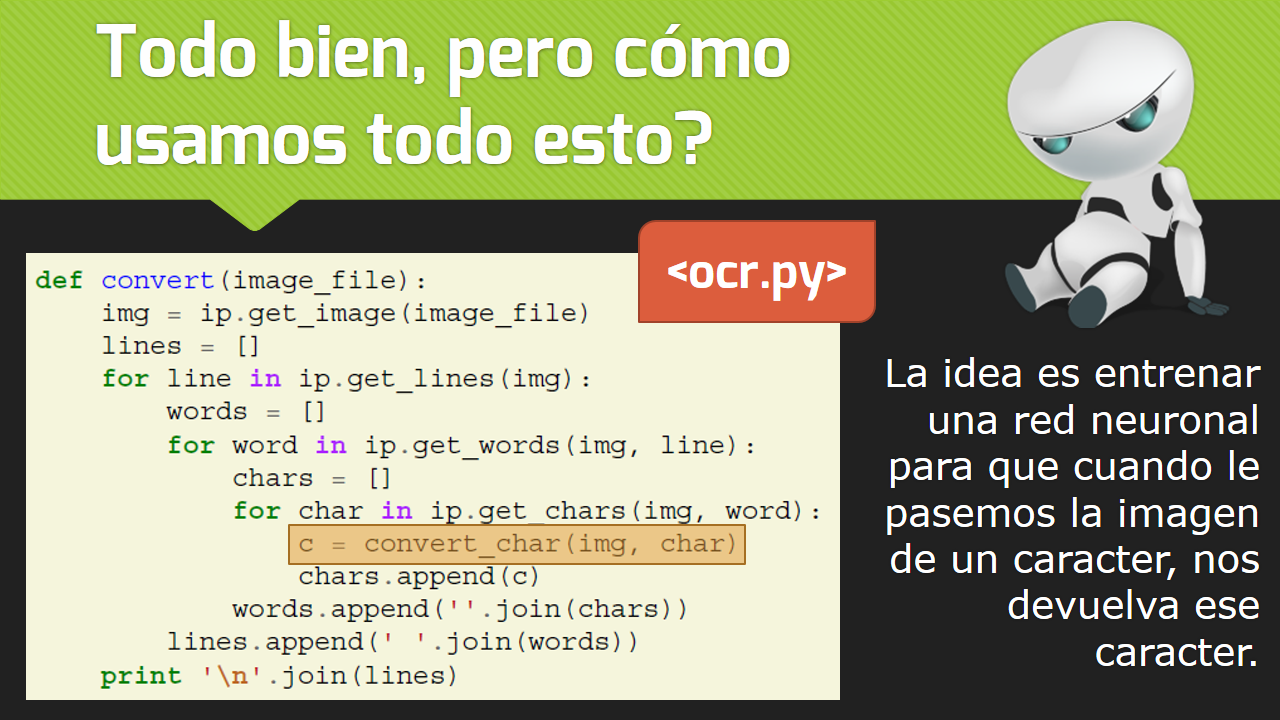 Todo bien, pero cómo
usamos todo esto?
<ocr.py>
def convert(image_file):
    img = ip.get_image(image_file)
    lines = []
    for line in ip.get_lines(img):
        words = []
        for word in ip.get_words(img, line):
            chars = []
            for char in ip.get_chars(img, word):
                c = convert_char(img, char)
                chars.append(c)
            words.append(''.join(chars))
        lines.append(' '.join(words))
    print '\n'.join(lines)
La idea es entrenar
una red neuronal
para que cuando le
pasemos la imagen
de un caracter, nos
devuelva ese
caracter.